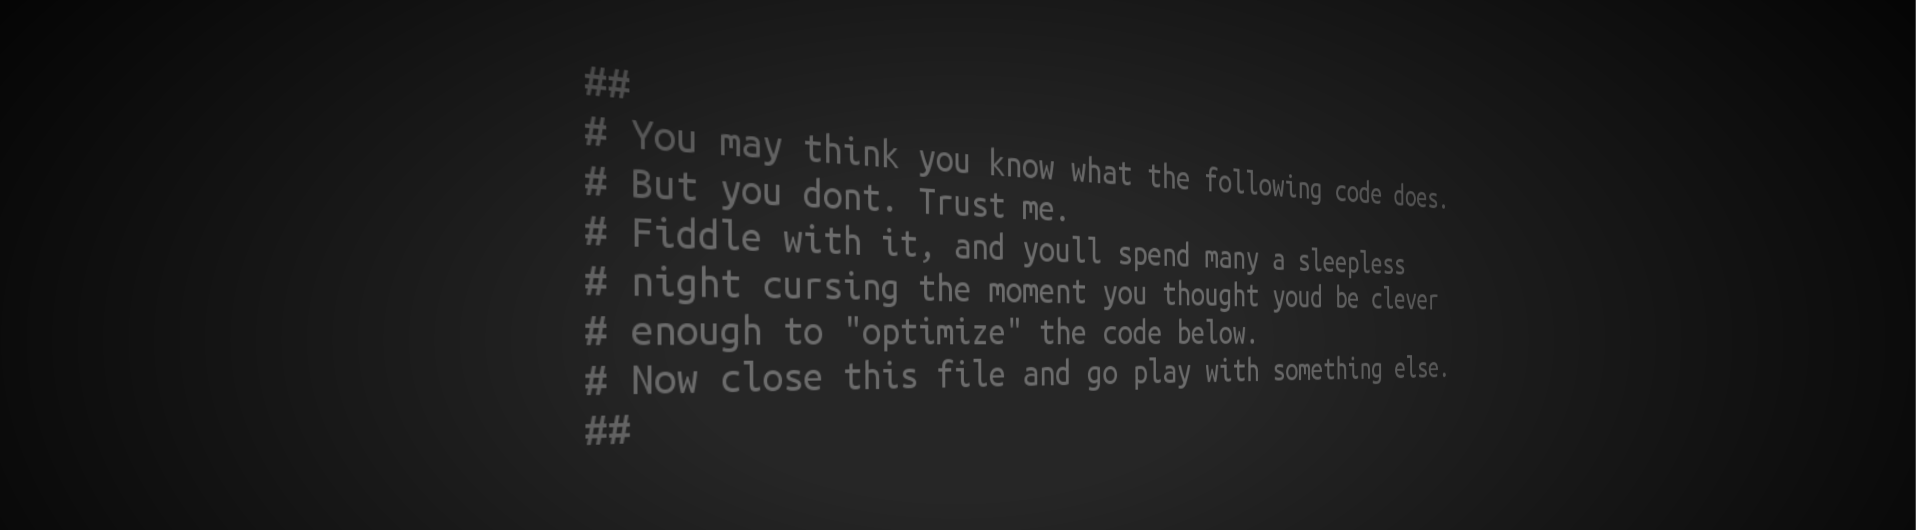 ##
# You may think you know what the following code does.
# But you dont. Trust me.
# Fiddle with it, and youll spend many a sleepless
# night cursing the moment you thought youd be clever
# enough to "optimize" the code below.
# Now close this file and go play with something else.
##